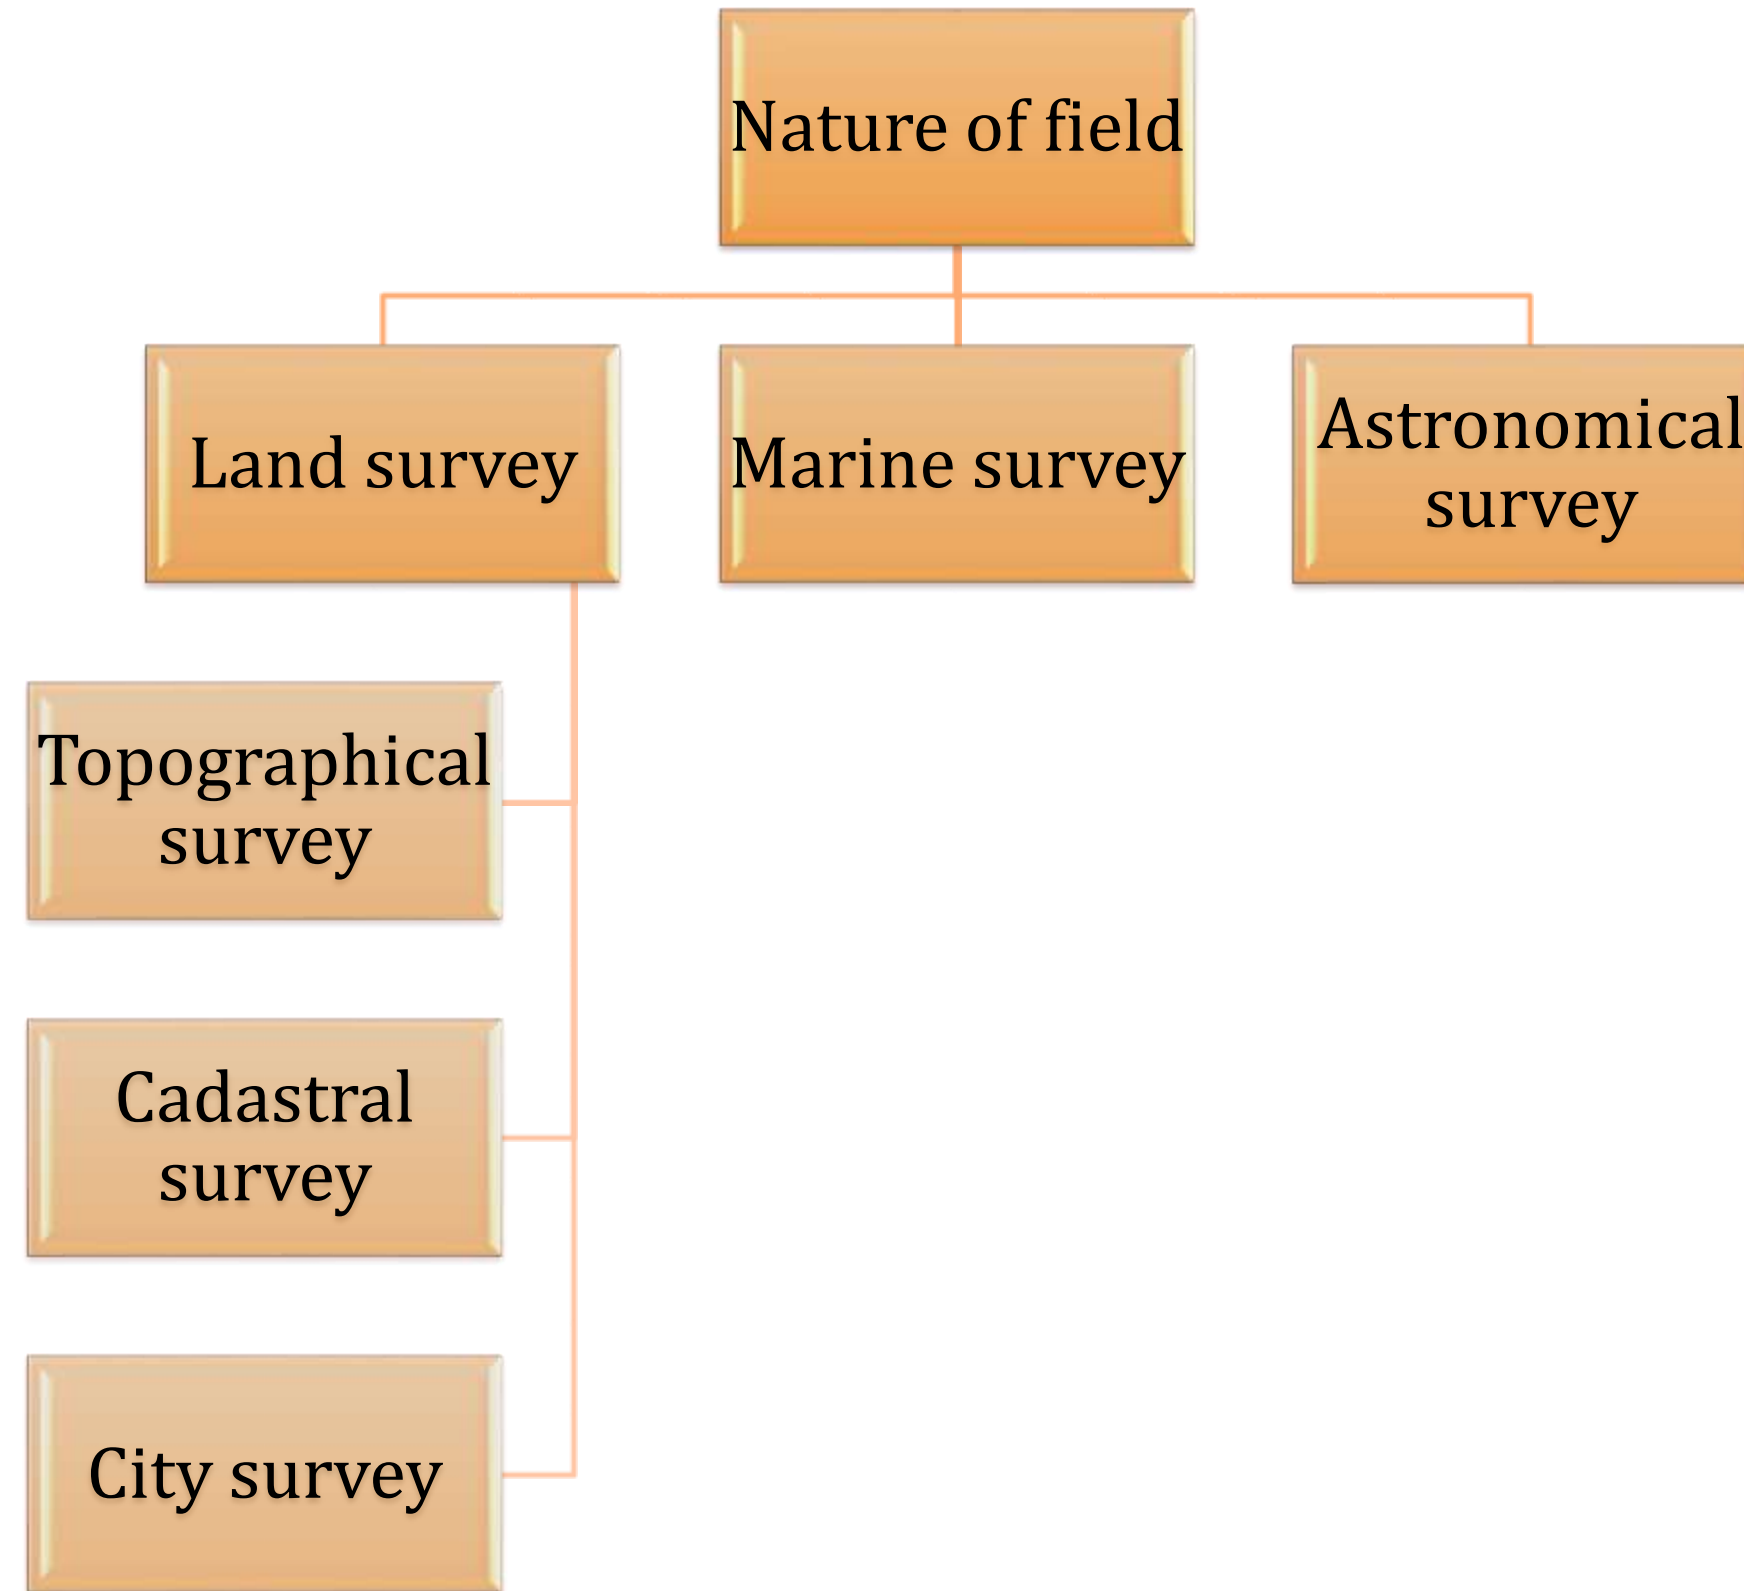 Nature of field
Land survey
Marine survey
Astronomical
survey
Topographical
survey
Cadastral
survey
City survey